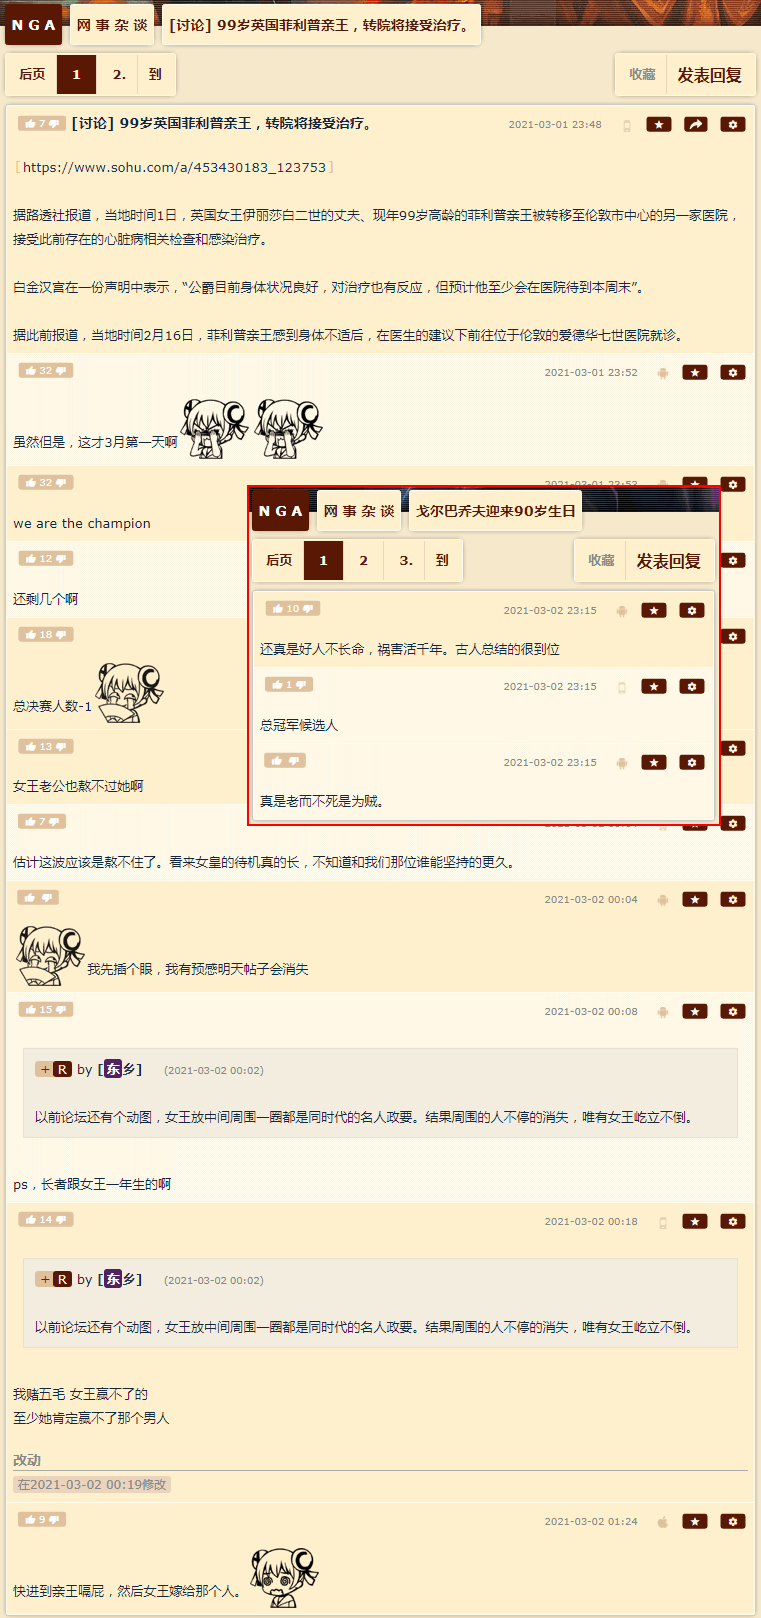 NGA 网事杂谈 [讨论] 99岁英国菲利普亲王，转院将接受治疗。
后页 1 2. 到 收藏 发表回复
7 [讨论] 99岁英国菲利普亲王，转院将接受治疗。 2021-03-01 23:48
[https://www.sohu.com/a/453430183_123753]
据路透社报道，当地时间1日，英国女王伊丽莎白二世的丈夫、现年99岁高龄的菲利普亲王被转移至伦敦市中心的另一家医院，
接受此前存在的心脏病相关检查和感染治疗。
白金汉宫在一份声明中表示，“公爵目前身体状况良好，对治疗也有反应，但预计他至少会在医院待到本周末”。
据此前报道，当地时间2月16日，菲利普亲王感到身体不适后，在医生的建议下前往位于伦敦的爱德华七世医院就诊。
32 2021-03-01 23:52
虽然但是，这才3月第一天啊
32 2021-03-01 23:53
we are the champion
12
还剩几个啊
18
总决赛人数-1
13
女王老公也熬不过她啊
7
估计这波应该是熬不住了。看来女皇的待机真的长，不知道和我们那位谁能坚持的更久。
NGA 网事杂谈 戈尔巴乔夫迎来90岁生日
后页 1 2 3. 到 收藏 发表回复
10 2021-03-02 23:15
还真是好人不长命，祸害活千年。古人总结的很到位
1 2021-03-02 23:15
总冠军候选人
2021-03-02 23:15
真是老而不死是为贼。
2021-03-02 00:04
我先插个眼，我有预感明天帖子会消失
15 2021-03-02 00:08
+ R by [东乡] (2021-03-02 00:02)
以前论坛还有个动图，女王放中间周围一圈都是同时代的名人政要。结果周围的人不停的消失，唯有女王屹立不倒。
ps，长者跟女王一年生的啊
14 2021-03-02 00:18
+ R by [东乡] (2021-03-02 00:02)
以前论坛还有个动图，女王放中间周围一圈都是同时代的名人政要。结果周围的人不停的消失，唯有女王屹立不倒。
我赌五毛 女王赢不了的
至少她肯定赢不了那个男人
改动
在2021-03-02 00:19修改
9 2021-03-02 01:24
快进到亲王嗝屁，然后女王嫁给那个人。